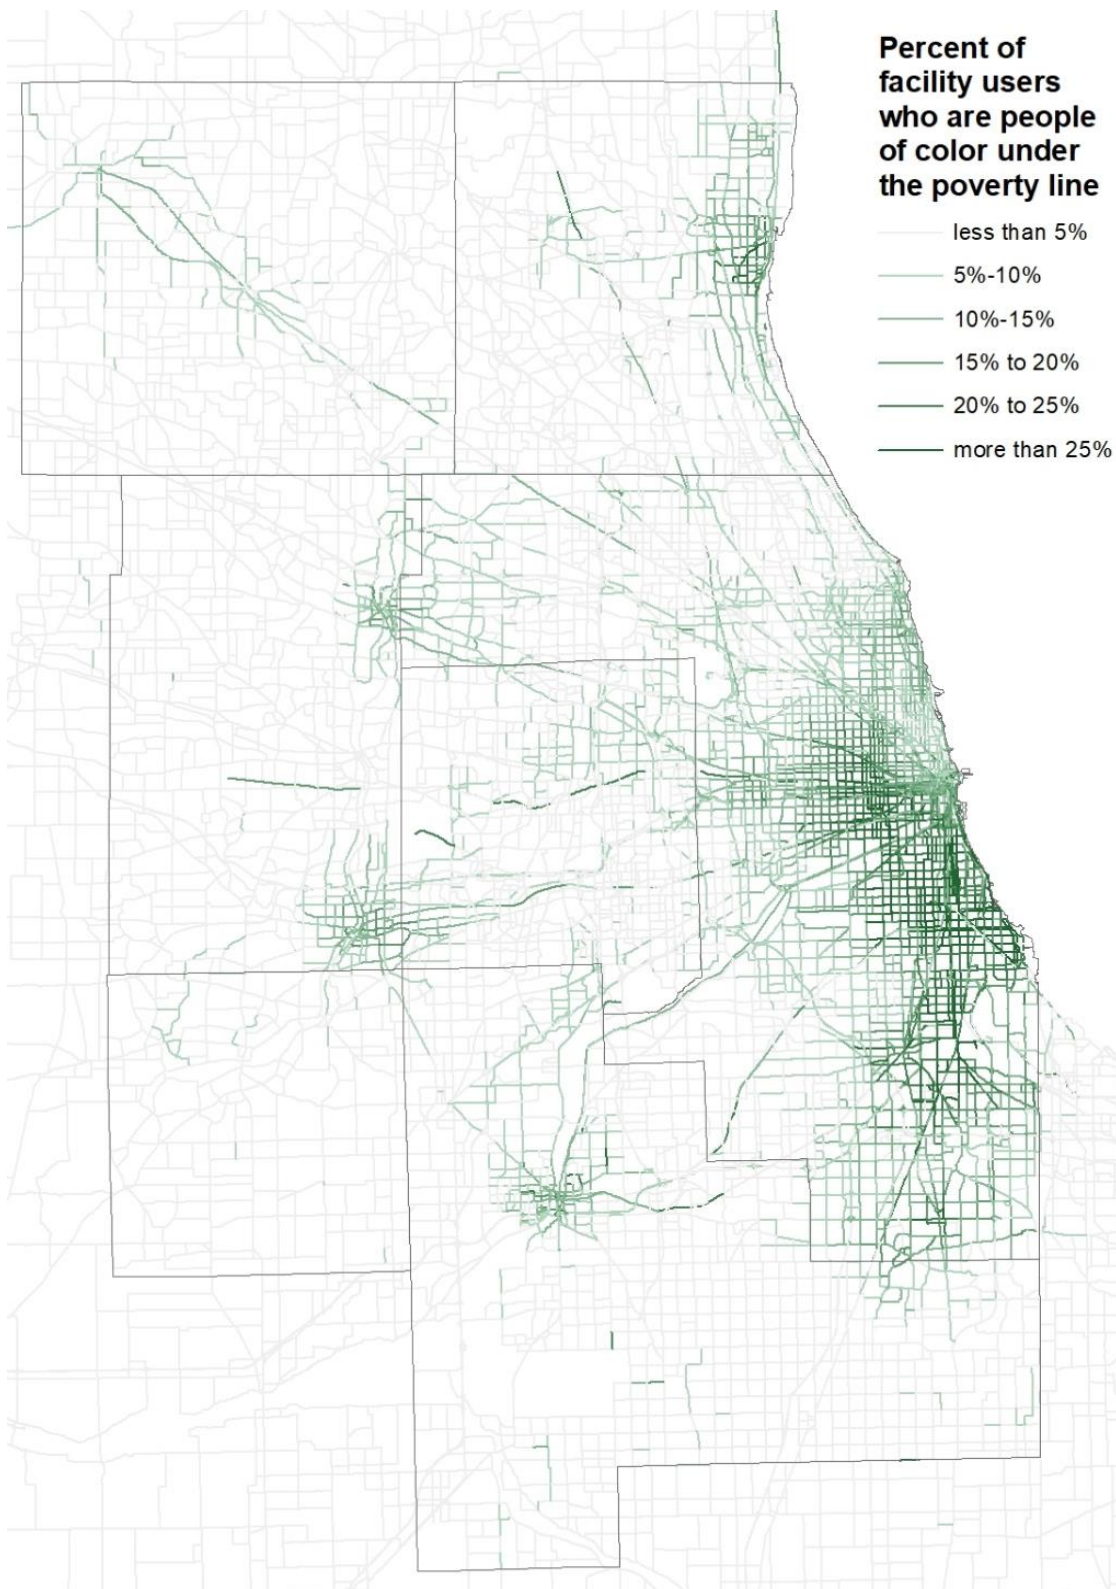 Percent of
facility users
who are people
of color under
the poverty line
less than 5%
5%-10%
10%-15%
15% to 20%
20% to 25%
more than 25%